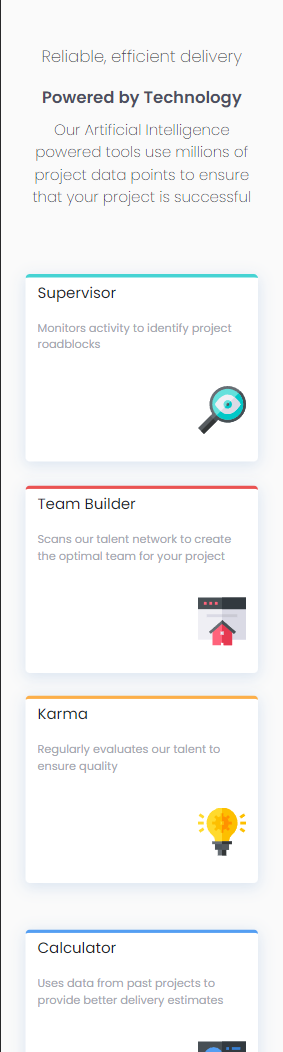 Reliable, efficient delivery
Powered by Technology
Our Artificial Intelligence
powered tools use millions of
project data points to ensure
that your project is successful
Supervisor
Monitors activity to identify project
roadblocks
Team Builder
Scans our talent network to create
the optimal team for your project
Karma
Regularly evaluates our talent to
ensure quality
Calculator
Uses data from past projects to
provide better delivery estimates